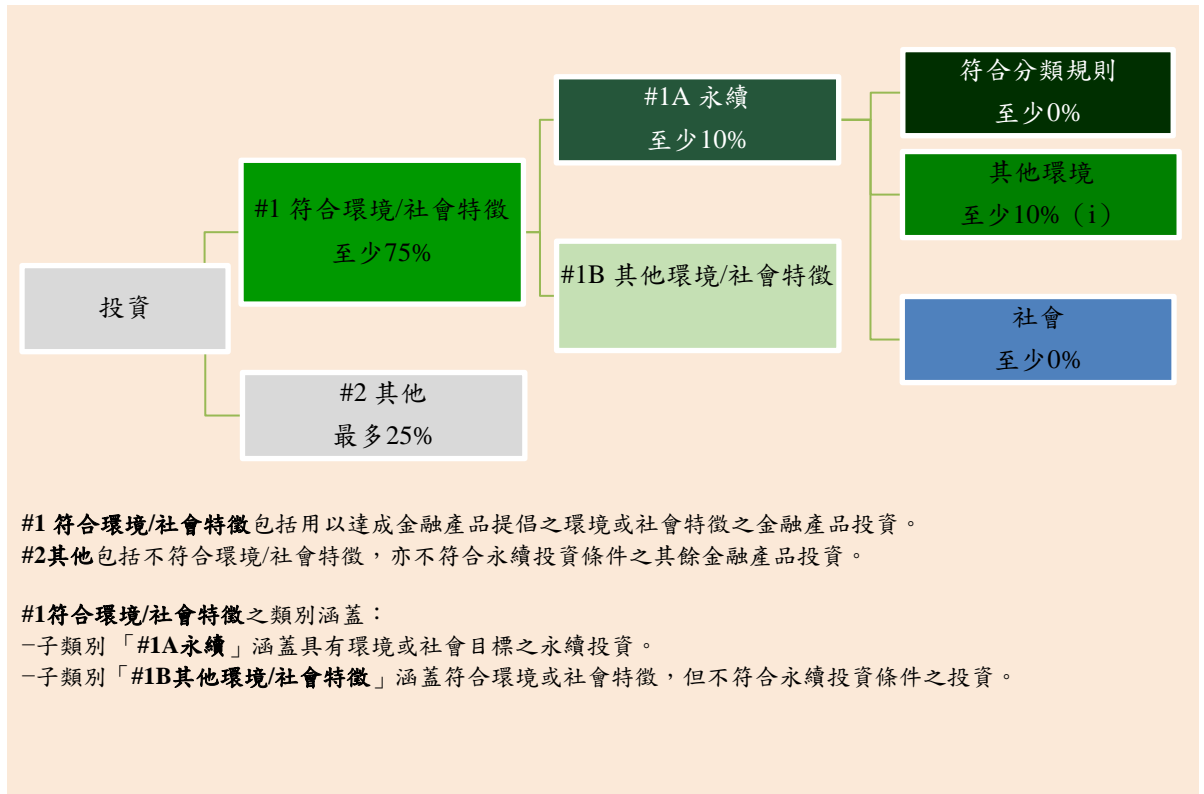 投資
#1 符合環境/社會特徵
至少75%
#2 其他
最多25%
#1A 永續
至少10%
#1B 其他環境/社會特徵
符合分類規則
至少0%
其他環境
至少10%（i）
社會
至少0%
#1 符合環境/社會特徵包括用以達成金融產品提倡之環境或社會特徵之金融產品投資。
#2其他包括不符合環境/社會特徵，亦不符合永續投資條件之其餘金融產品投資。
#1符合環境/社會特徵之類別涵蓋：
−子類別「#1A永續」涵蓋具有環境或社會目標之永續投資。
−子類別「#1B其他環境/社會特徵」涵蓋符合環境或社會特徵，但不符合永續投資條件之投資。